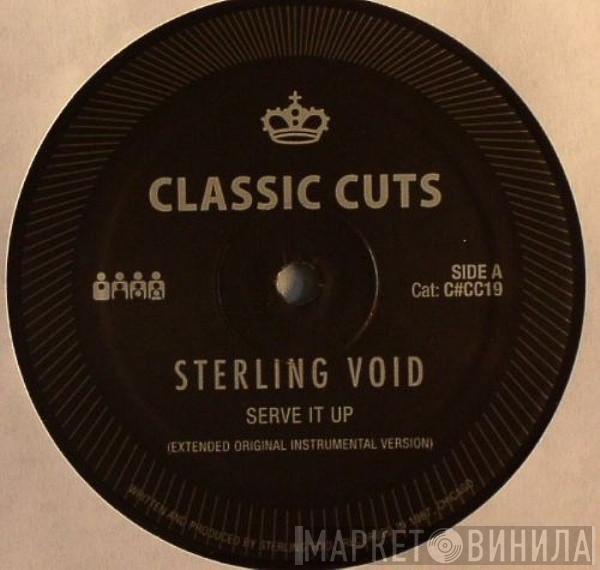 CLASSIC CUTS
SIDE A
Cat: C#CC19
STERLING VOID
SERVE IT UP
(EXTENDED ORIGINAL INSTRUMENTAL VERSION)
WRITTEN AND PRODUCED BY STERLING
МАРКЕТ ВИНИЛА